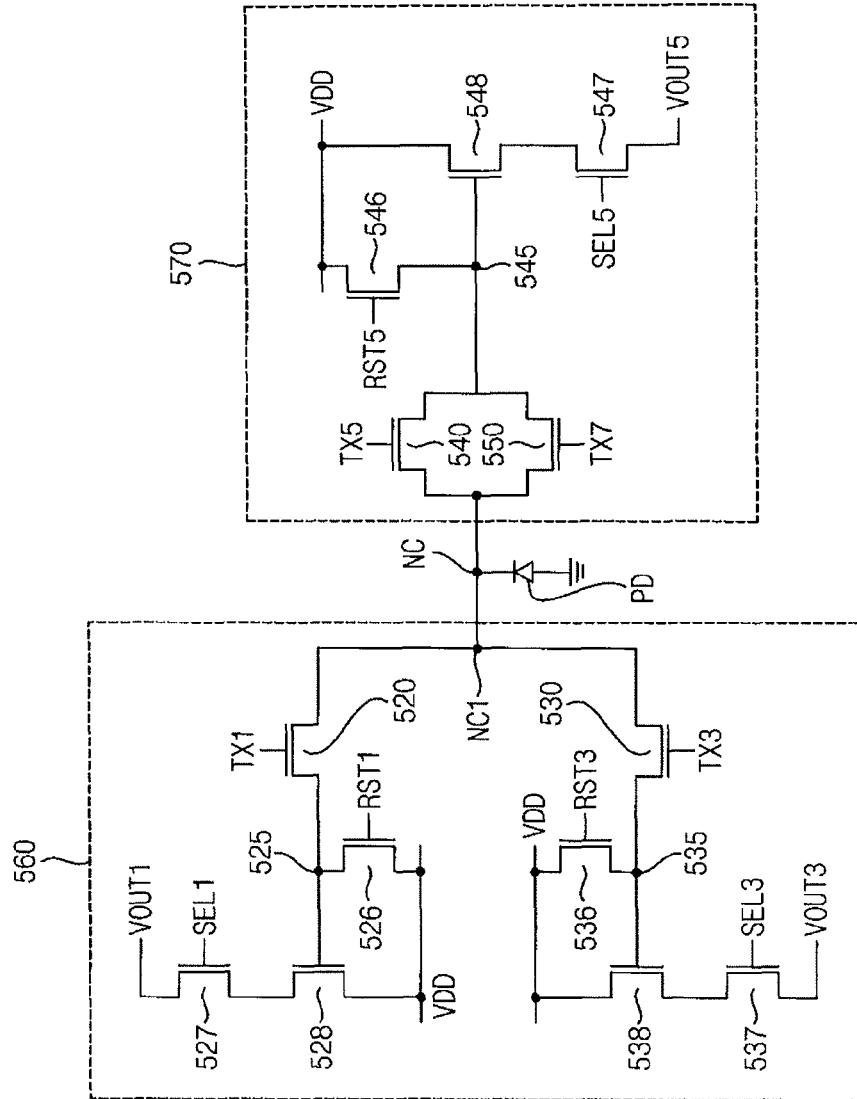 570
VDD
546
548
RST5
545
547
SEL5
VOUT5
TX5
540
550
TX7
NC
PD
560
NC1
TX1
520
530
TX3
VOUT1
SEL1
525
RST1
526
527
528
VDD
VDD
RST3
536
535
538
SEL3
537
VOUT3